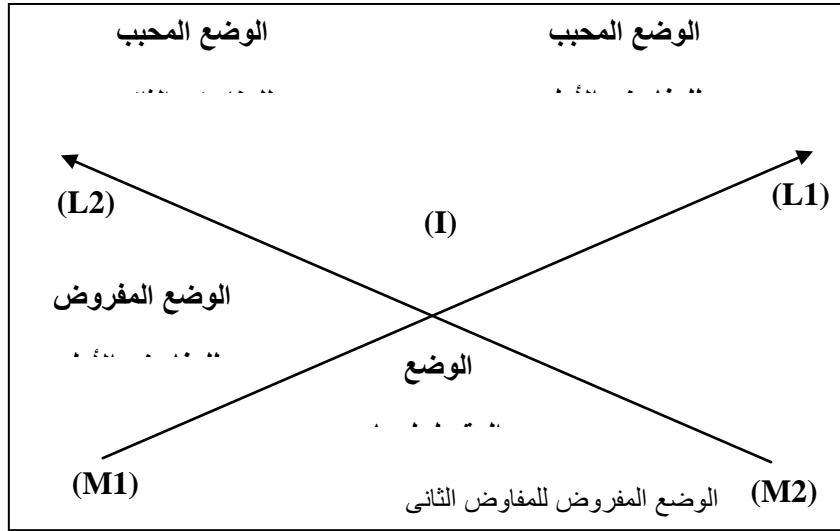 الوضع المحبب
الوضع المحبب
(L1)
(L2)
(I)
الوضع المفروض
الوضع
(M1)
(M2)
الوضع المفروض للمفاوض الثانى